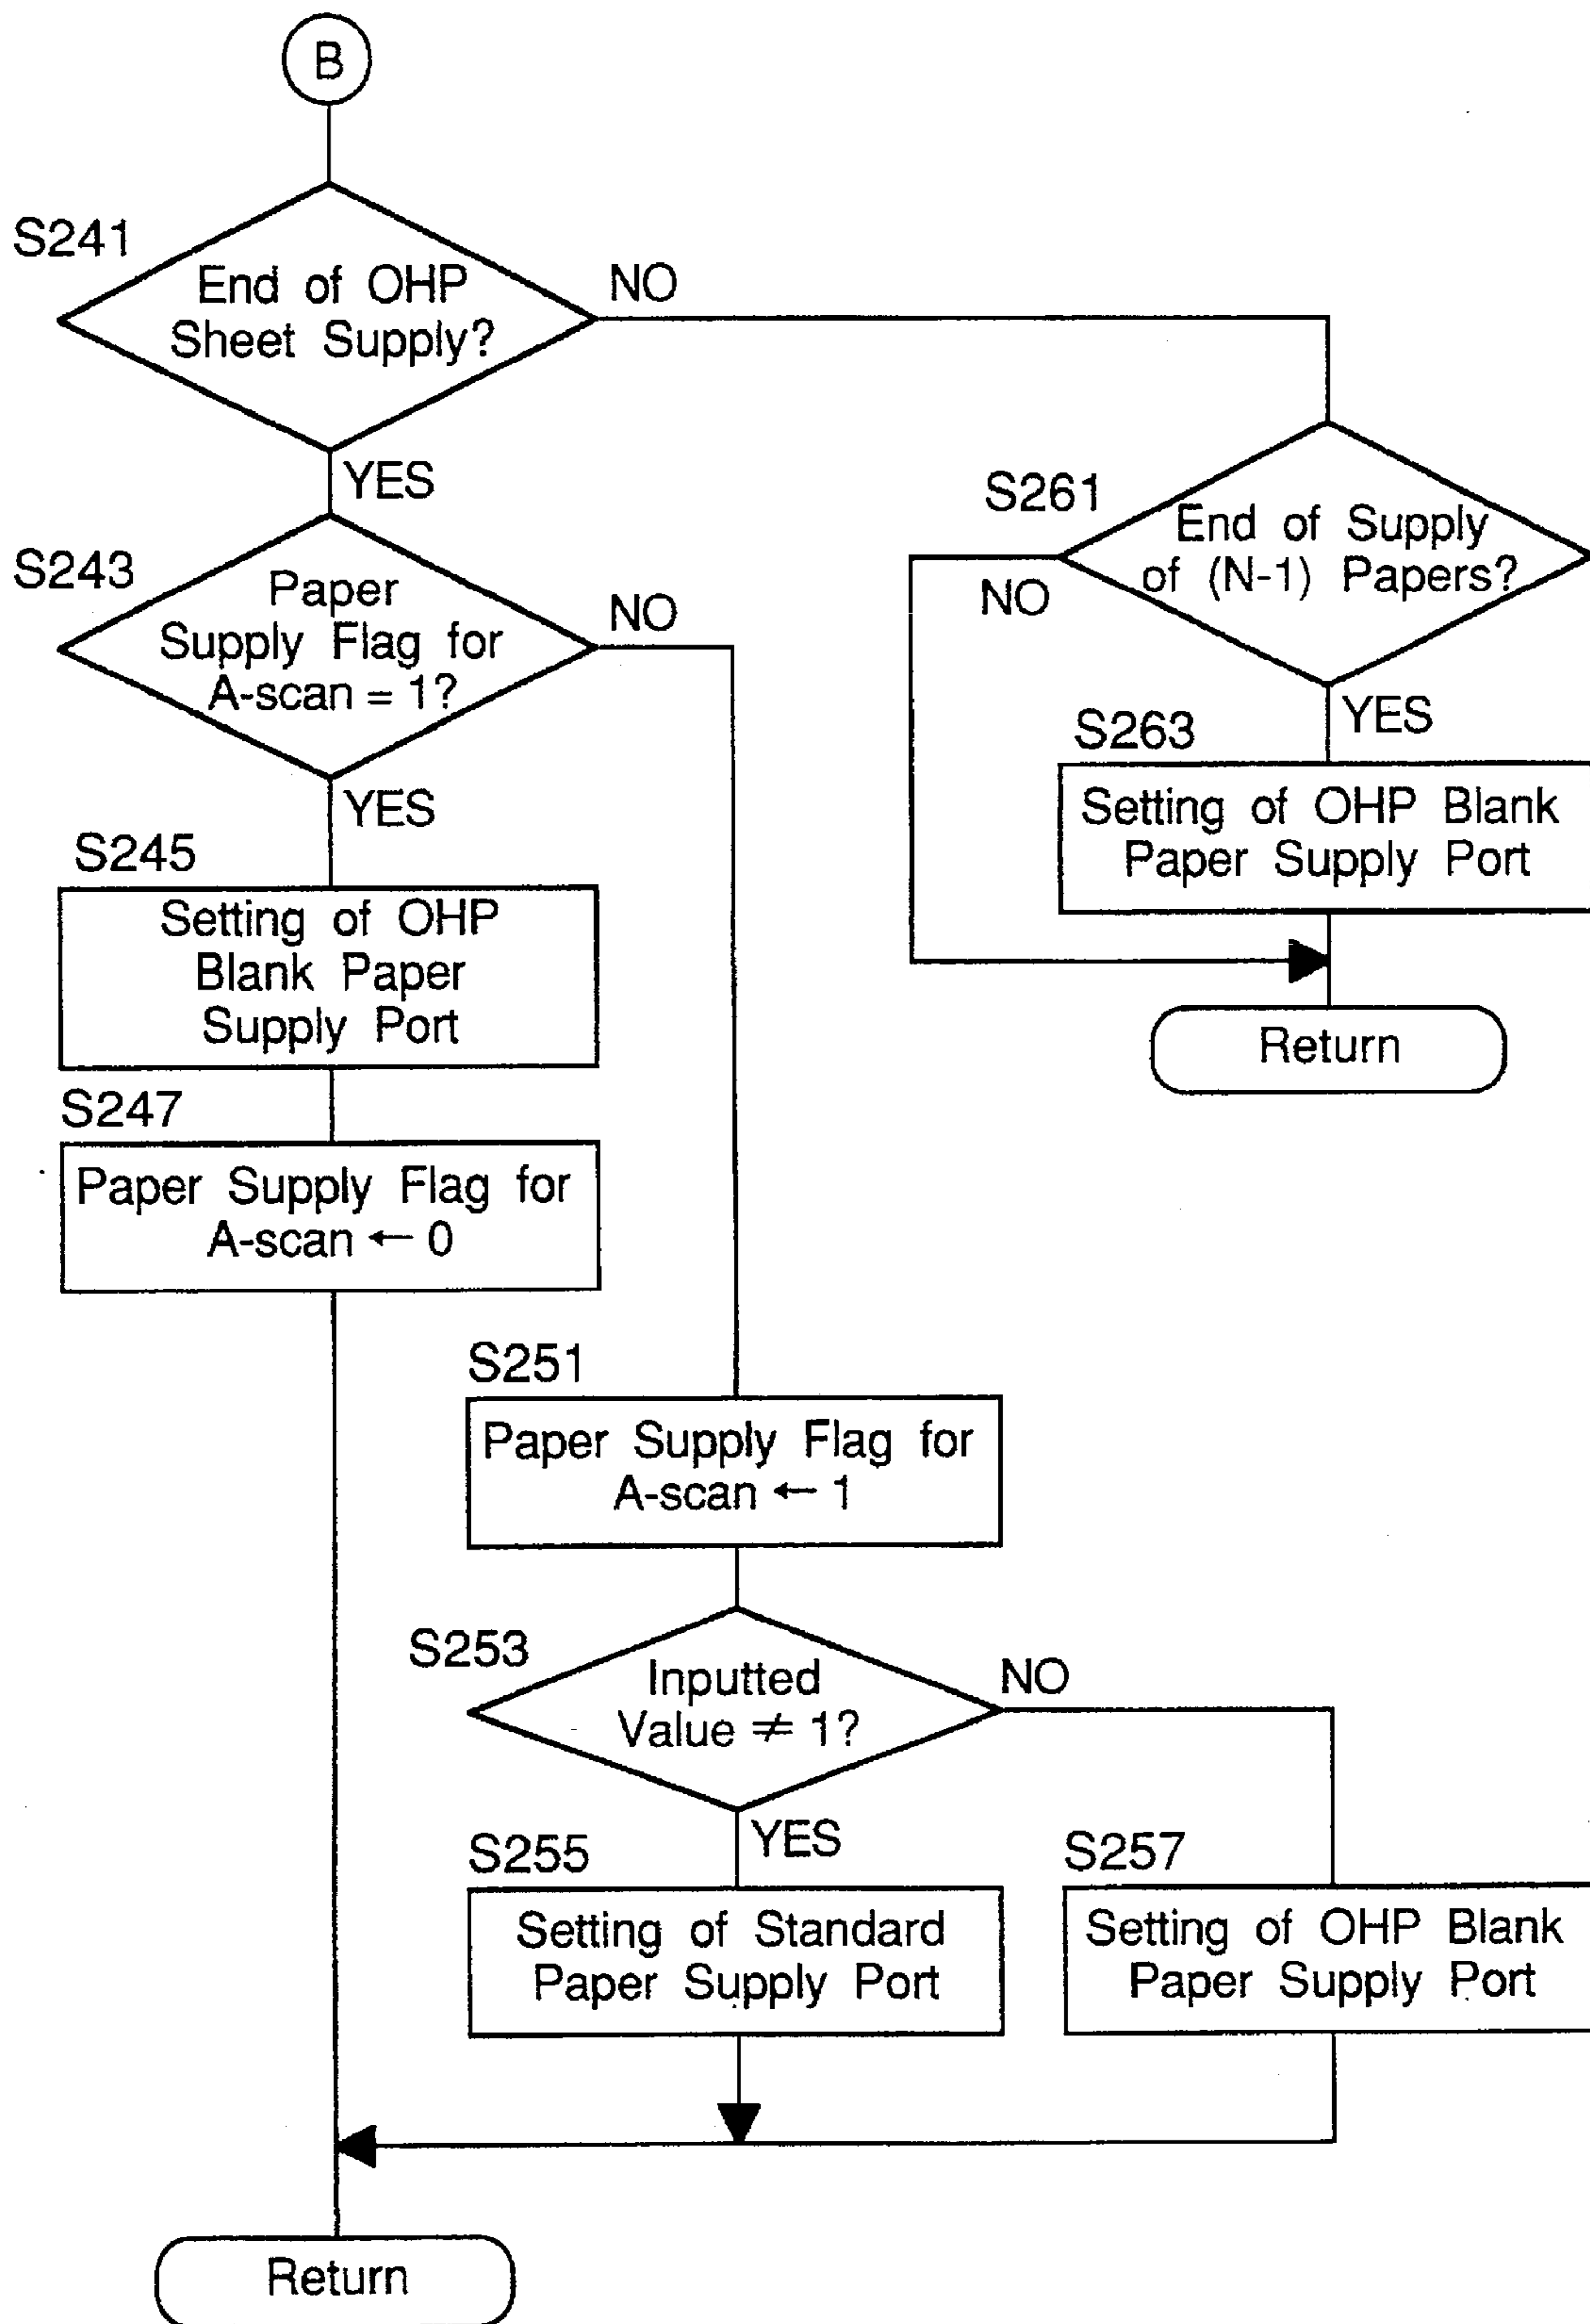 B
S241
End of OHP
Sheet Supply?
NO
YES
S261
End of Supply
of (N-1) Papers?
NO
YES
S243
Paper
Supply Flag for
A-scan = 1?
NO
YES
S263
Setting of OHP Blank
Paper Supply Port
Return
S245
Setting of OHP
Blank Paper
Supply Port
S247
Paper Supply Flag for
A-scan ← 0
S251
Paper Supply Flag for
A-scan ← 1
S253
Inputted
Value ≠ 1?
NO
YES
S255
Setting of Standard
Paper Supply Port
S257
Setting of OHP Blank
Paper Supply Port
Return